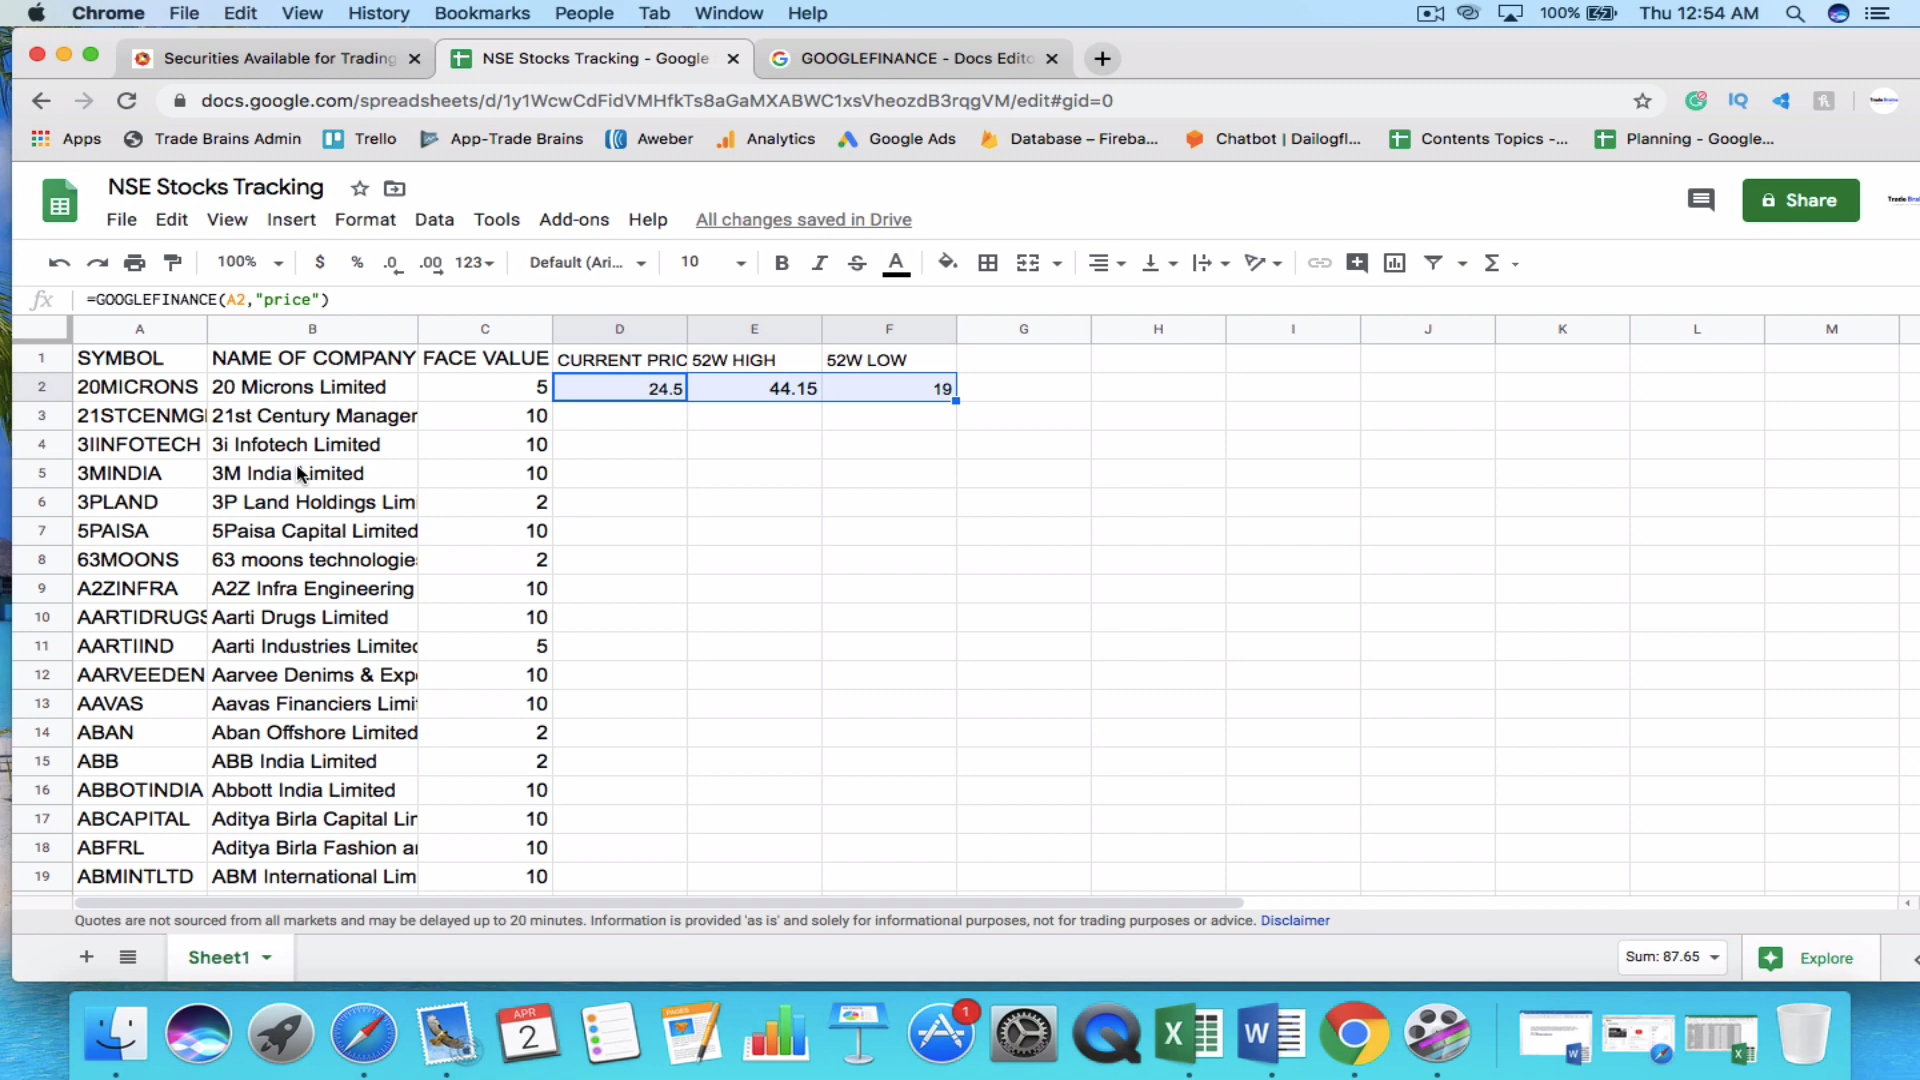 Chrome File Edit View History Bookmarks People Tab Window Help 100% Thu 12:54 AM
Securities Available for Trading NSE Stocks Tracking - Google GOOGLEFINANCE - Docs Edito
docs.google.com/spreadsheets/d/1y1WcwCdFidVMHfkTs8aGaMXABWC1xsVheozdB3rqgVM/edit#gid=0
Apps Trade Brains Admin Trello App-Trade Brains Aweber Analytics Google Ads Database – Fireba... Chatbot | Dailogfl... Contents Topics -... Planning - Google...
NSE Stocks Tracking
File Edit View Insert Format Data Tools Add-ons Help All changes saved in Drive
Share
100% $ % .0 .00 123 Default (Ari... 10 B I S A
fx =GOOGLEFINANCE(A2,"price")
A B C D E F G H I J K L M
1 SYMBOL NAME OF COMPANY FACE VALUE CURRENT PRIC 52W HIGH 52W LOW
2 20MICRONS 20 Microns Limited 5 24.5 44.15 19
3 21STCENMG 21st Century Manager 10
4 3IINFOTECH 3i Infotech Limited 10
5 3MINDIA 3M India Limited 10
6 3PLAND 3P Land Holdings Lim 2
7 5PAISA 5Paisa Capital Limited 10
8 63MOONS 63 moons technologie 2
9 A2ZINFRA A2Z Infra Engineering 10
10 AARTIDRUGS Aarti Drugs Limited 10
11 AARTIIND Aarti Industries Limited 5
12 AARVEEDEN Aarvee Denims & Exp 10
13 AAVAS Aavas Financiers Limi 10
14 ABAN Aban Offshore Limited 2
15 ABB ABB India Limited 2
16 ABBOTINDIA Abbott India Limited 10
17 ABCAPITAL Aditya Birla Capital Lim 10
18 ABFRL Aditya Birla Fashion a 10
19 ABMINTLTD ABM International Lim 10
Quotes are not sourced from all markets and may be delayed up to 20 minutes. Information is provided 'as is' and solely for informational purposes, not for trading purposes or advice. Disclaimer
Sheet1 Sum: 87.65 Explore
APR
2
PAGES
1